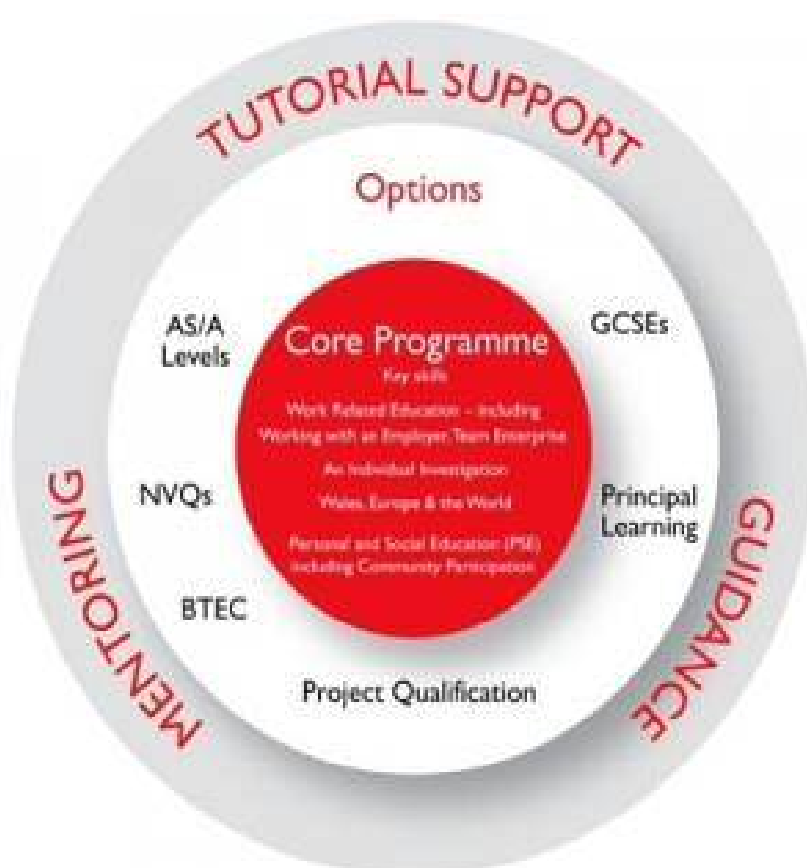 TUTORIAL SUPPORT
Options
AS/A
Levels
GCSEs
Core Programme
Key skills
Work Related Education – including
Working with an Employer, Team Enterprise
An Individual Investigation
Wales, Europe & the World
Personal and Social Education (PSE)
including Community Participation
NVQs
Principal
Learning
BTEC
Project Qualification
MENTORING
GUIDANCE